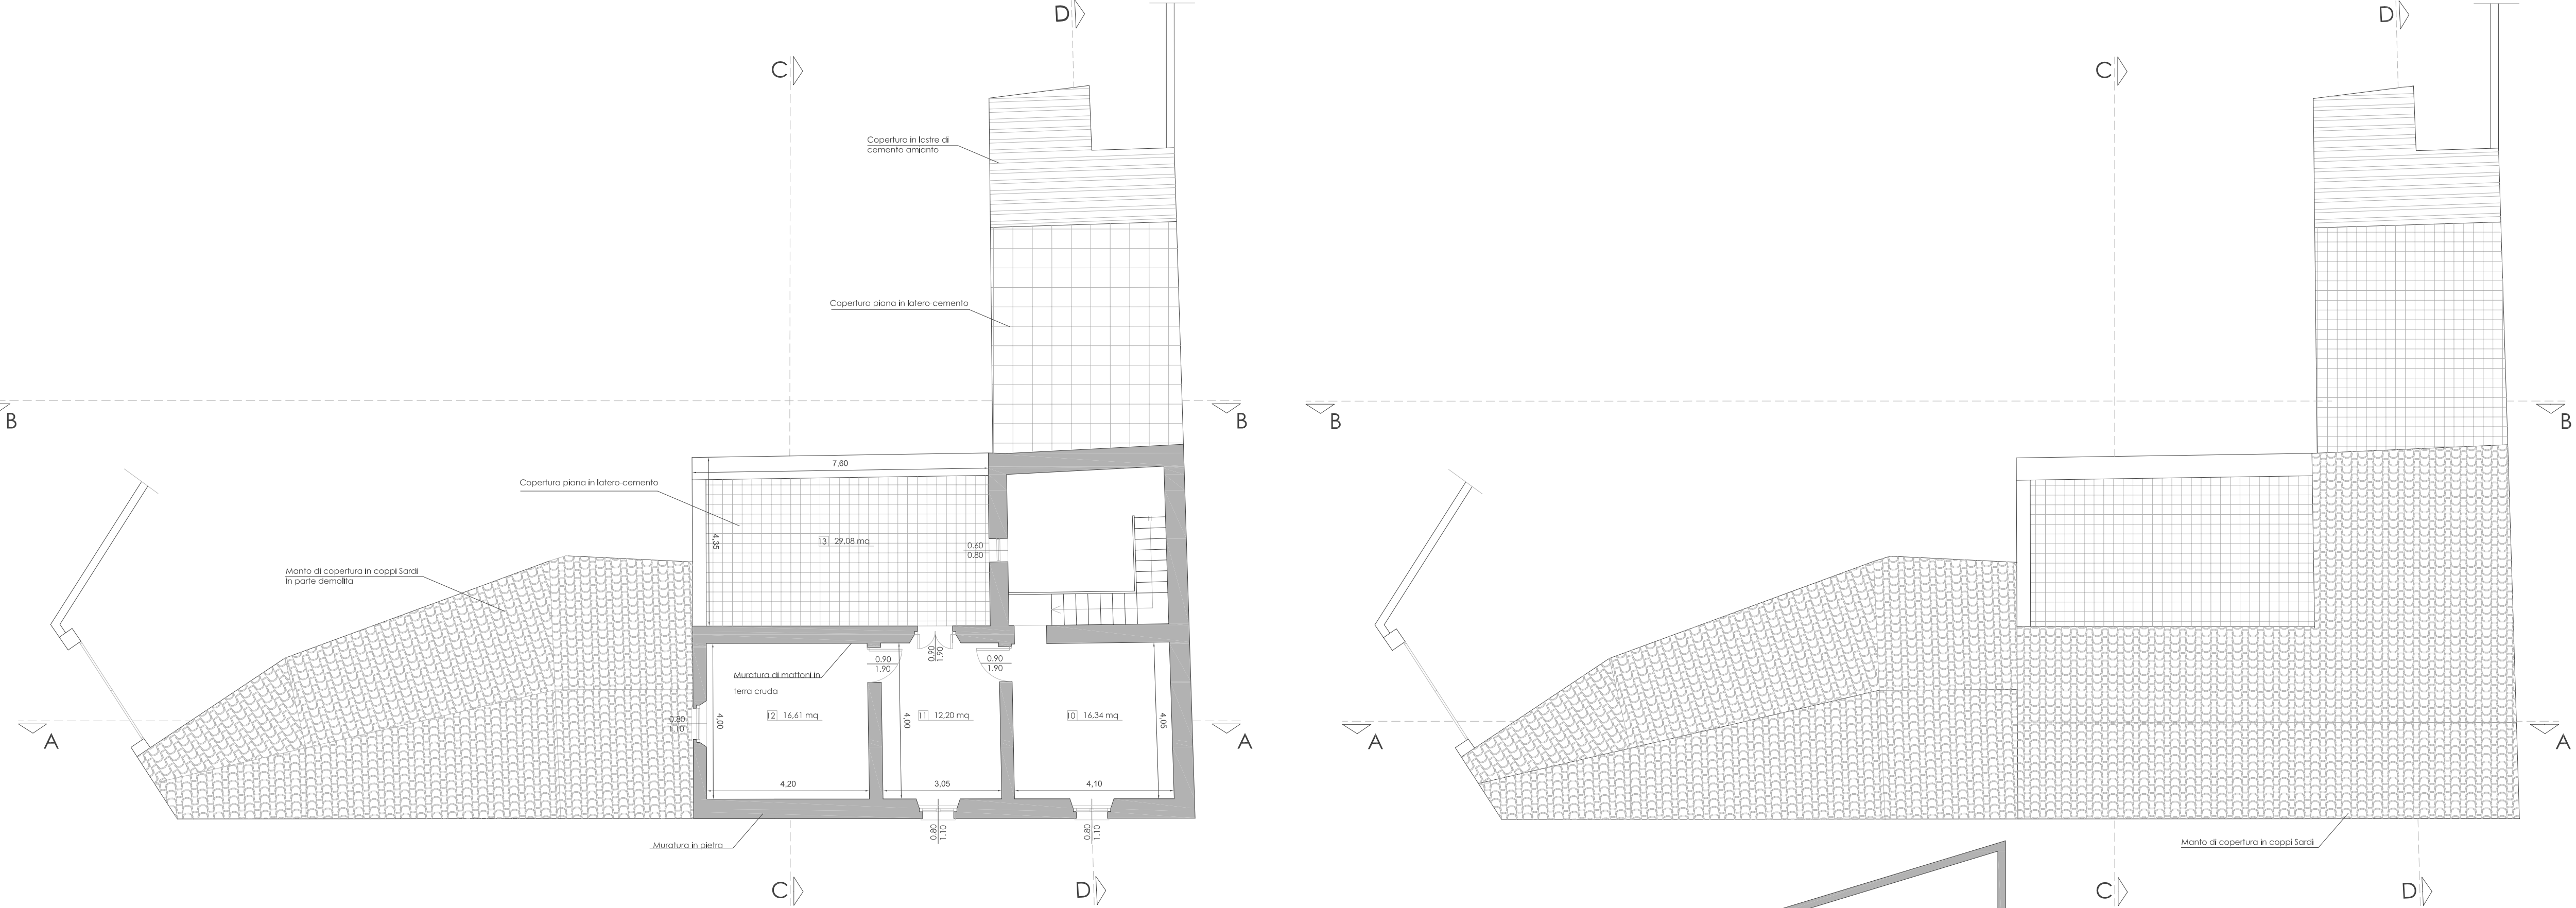 D
C
Copertura in lastre di
cemento amianto
Copertura piana in latero-cemento
B
B
7,60
Copertura piana in latero-cemento
4,35
13 29.08 mq
0.60
0.80
Manto di copertura in coppi Sardi
in parte demolita
0.90
1.90
0.90
1.90
0.90
1.90
Muratura di mattoni in
terra cruda
0.80
1.10
4,00
12 16,61 mq
4,00
11 12,20 mq
10 16,34 mq
4,05
A
A
4,20
3,05
4,10
0.80
1.10
0.80
1.10
Muratura in pietra
C
D
D
C
B
B
A
A
Manto di copertura in coppi Sardi
C
D